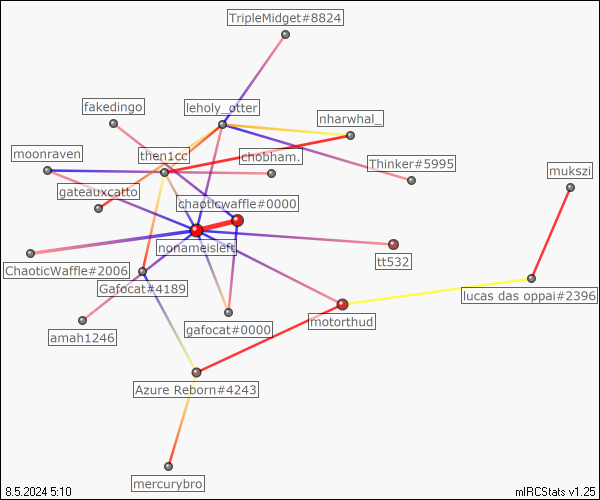 TripleMidget#8824
fakedingo
leholy_otter
nharwhal_
moonraven
then1cc
chobham.
Thinker#5995
mukszi
gateauxcatto
chaoticwaffle#0000
nonameisleft
ChaoticWaffle#2006
tt532
Gafocat#4189
lucas das oppai#2396
gafocat#0000
motorthud
amah1246
Azure Reborn#4243
mercurybro
8.5.2024 5:10
mIRCStats v1.25